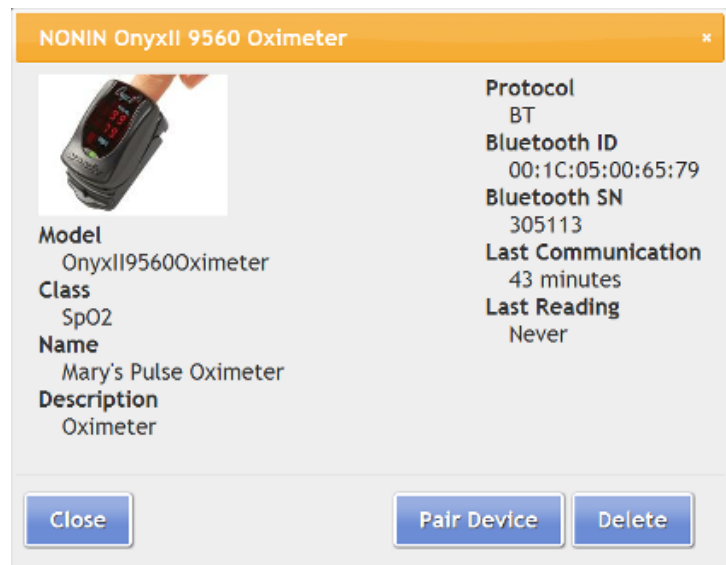 NONIN OnyxII 9560 Oximeter
×
Model
OnyxII9560Oximeter
Class
SpO2
Name
Mary's Pulse Oximeter
Description
Oximeter
Protocol
BT
Bluetooth ID
00:1C:05:00:65:79
Bluetooth SN
305113
Last Communication
43 minutes
Last Reading
Never
Close
Pair Device
Delete